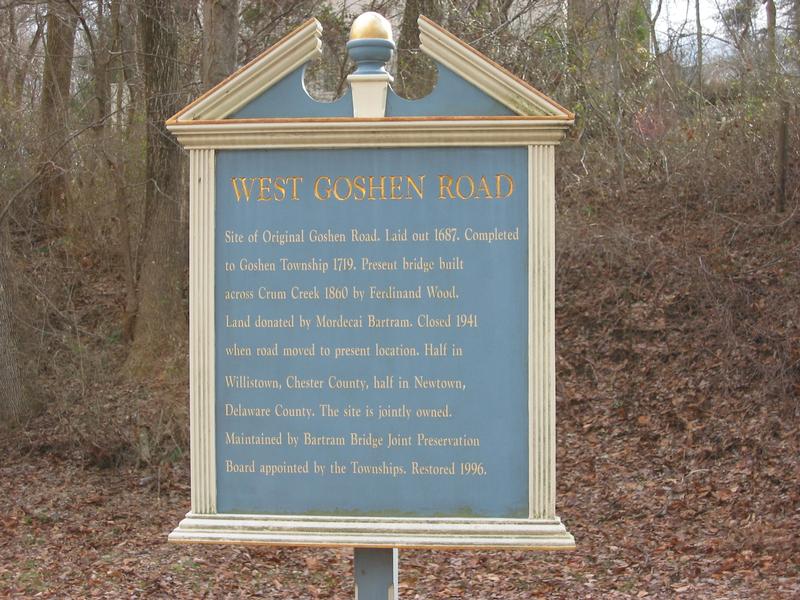 WEST GOSHEN ROAD
Site of Original Goshen Road. Laid out 1687. Completed
to Goshen Township 1719. Present bridge built
across Crum Creek 1860 by Ferdinand Wood.
Land donated by Mordecai Bartram. Closed 1941
when road moved to present location. Half in
Willistown, Chester County, half in Newtown,
Delaware County. The site is jointly owned.
Maintained by Bartram Bridge Joint Preservation
Board appointed by the Townships. Restored 1996.